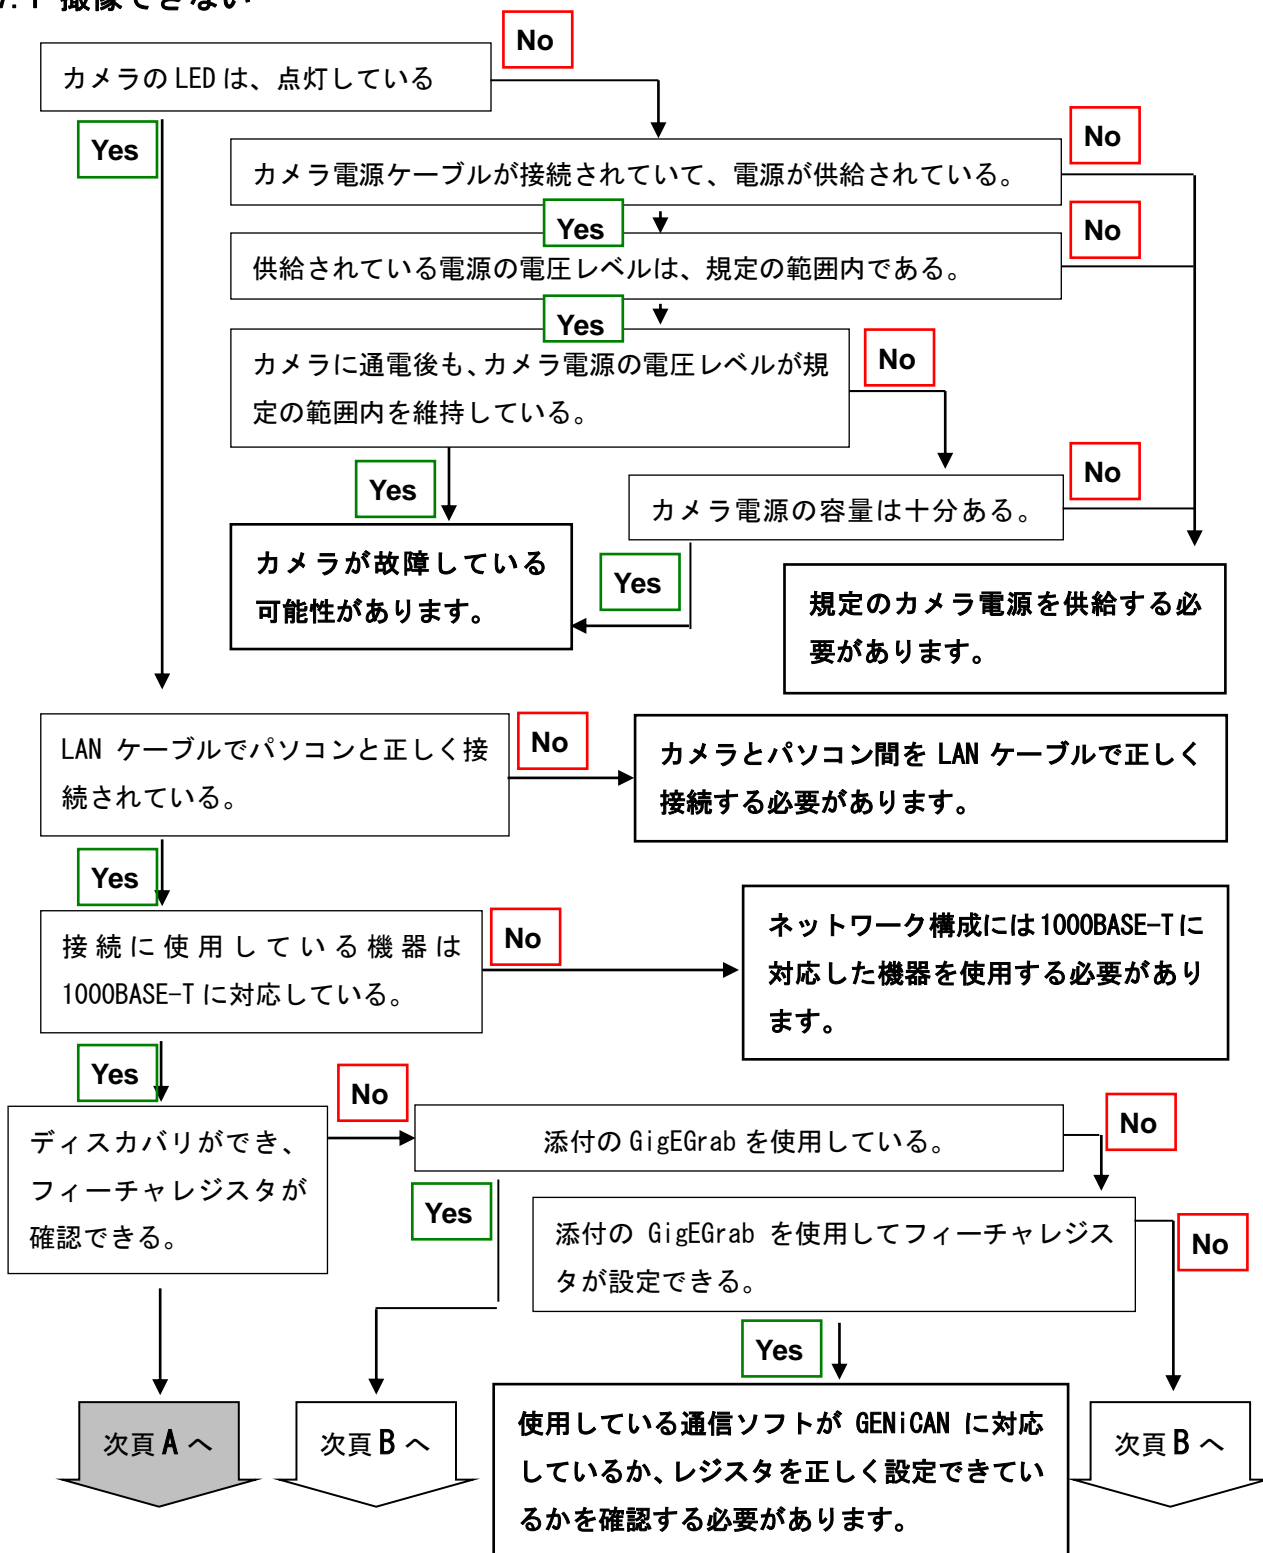 7.1 撮像できない
No
カメラの LED は、点灯している
Yes
No
カメラ電源ケーブルが接続されていて、電源が供給されている。
Yes
No
供給されている電源の電圧レベルは、規定の範囲内である。
Yes
カメラに通電後も、カメラ電源の電圧レベルが規
定の範囲内を維持している。
No
Yes
No
カメラ電源の容量は十分ある。
カメラが故障している
可能性があります。
Yes
規定のカメラ電源を供給する必
要があります。
LAN ケーブルでパソコンと正しく接
続されている。
No
カメラとパソコン間を LAN ケーブルで正しく
接続する必要があります。
Yes
接続に使用している機器は
1000BASE-T に対応している。
No
ネットワーク構成には 1000BASE-T に
対応した機器を使用する必要があり
ます。
Yes
No
ディスカバリができ、
フィーチャレジスタが
確認できる。
添付の GigEGrab を使用している。
No
Yes
添付の GigEGrab を使用してフィーチャレジス
タが設定できる。
No
Yes
次頁 A へ
次頁 B へ
使用している通信ソフトが GENiCAN に対応
しているか、レジスタを正しく設定できてい
るかを確認する必要があります。
次頁 B へ